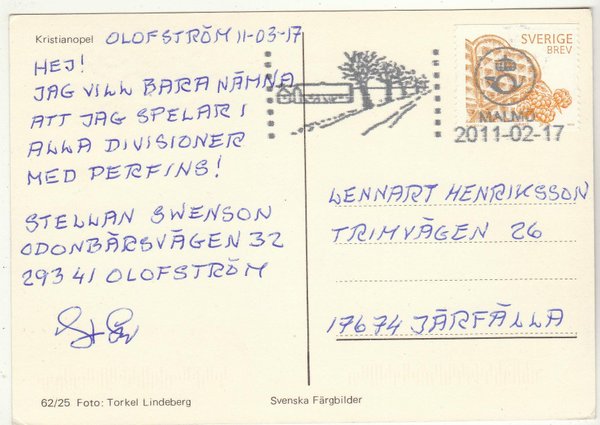 Kristianopel OLOFSTRÖM 11-03-17
HEJ!
JAG VILL BARA NÄMNA
ATT JAG SPELAR I
ALLA DIVISIONER
MED PERFINS!
STELLAN SWENSON
ODONBÄRSVÄGEN 32
293 41 OLOFSTRÖM
62/25 Foto: Torkel Lindeberg
Svenska Färgbilder
SVERIGE
BREV
MALMÖ
2011-02-17
LENNART HENRIKSSON
TRIMVÄGEN 26
17674 JÄRFÄLLA